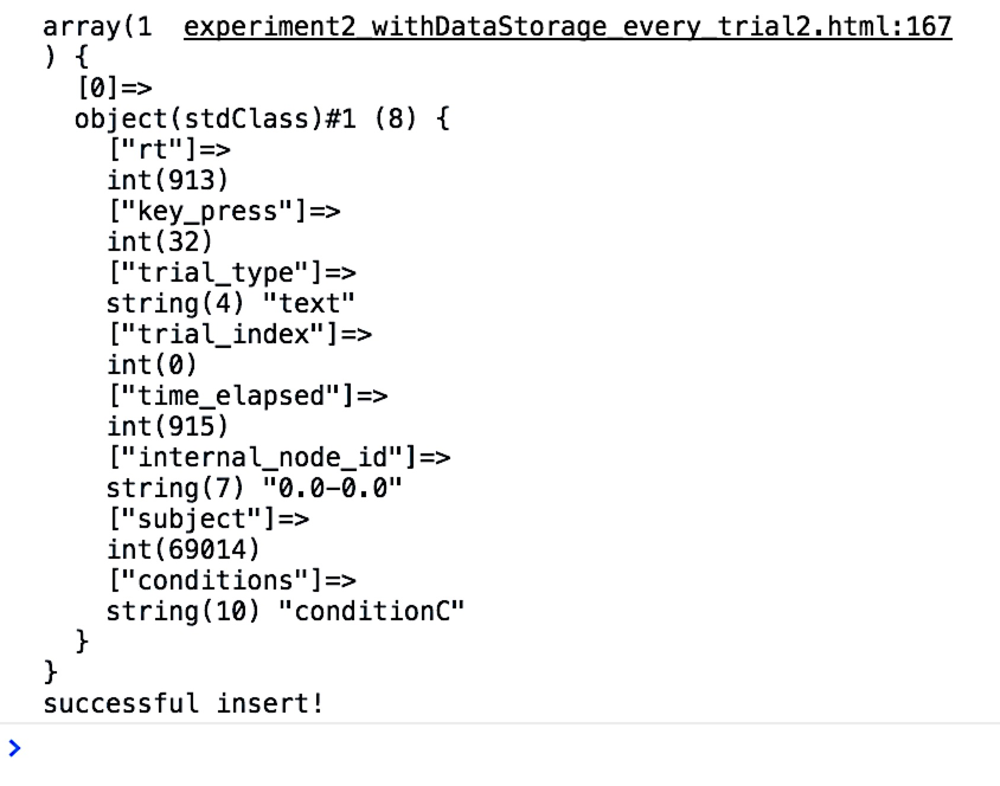 array(1 experiment2_withDataStorage_every_trial2.html:167
) {
[0]=>
object(stdClass)#1 (8) {
["rt"]=>
int(913)
["key_press"]=>
int(32)
["trial_type"]=>
string(4) "text"
["trial_index"]=>
int(0)
["time_elapsed"]=>
int(915)
["internal_node_id"]=>
string(7) "0.0-0.0"
["subject"]=>
int(69014)
["conditions"]=>
string(10) "conditionC"
}
}
successful insert!
>